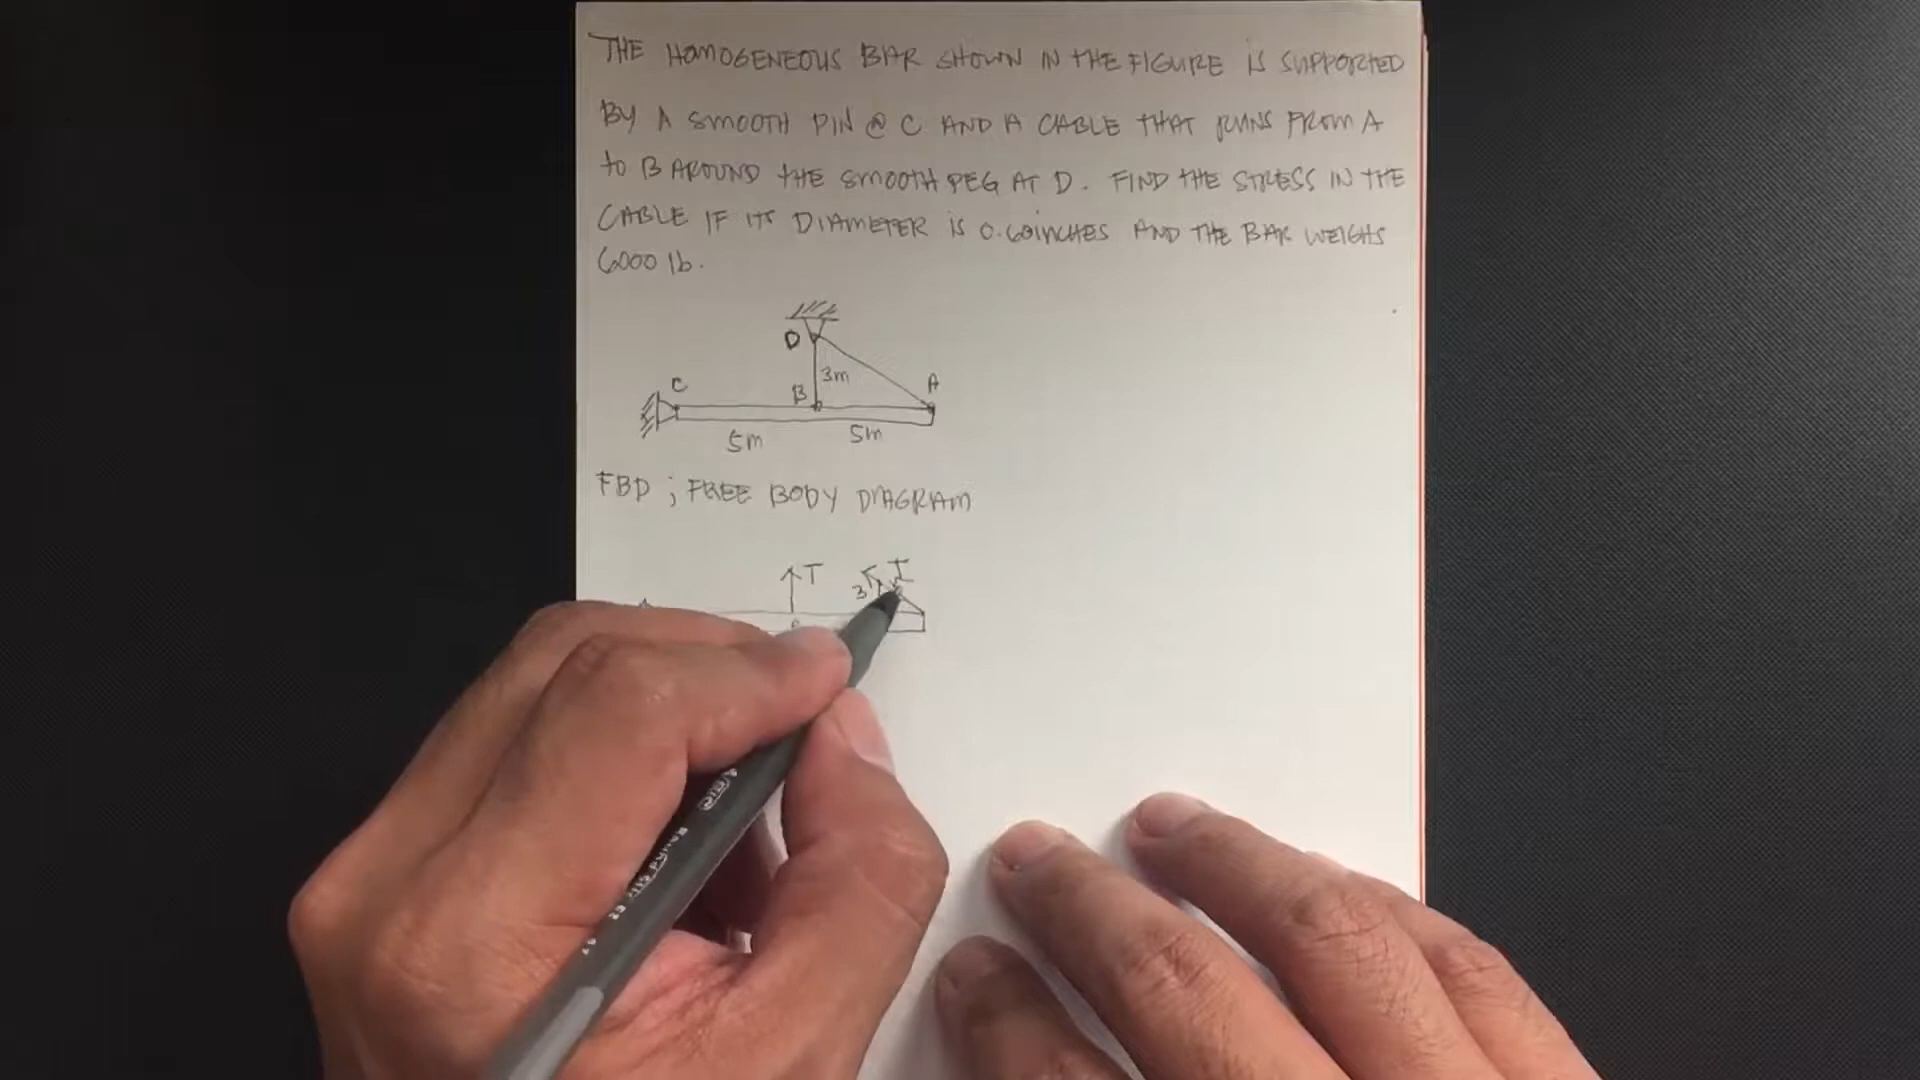 THE HOMOGENEOUS BAR SHOWN IN THE FIGURE IS SUPPORTED
BY A SMOOTH PIN @ C AND A CABLE THAT RUNS FROM A
TO B AROUND THE SMOOTH PEG AT D. FIND THE STRESS IN THE
CABLE IF ITS DIAMETER IS 0.60INCHES AND THE BAR WEIGHS
6000 lb.
D
3m
C
B
A
5m
5m
FBD ; FREE BODY DIAGRAM
T
T
3
BIC